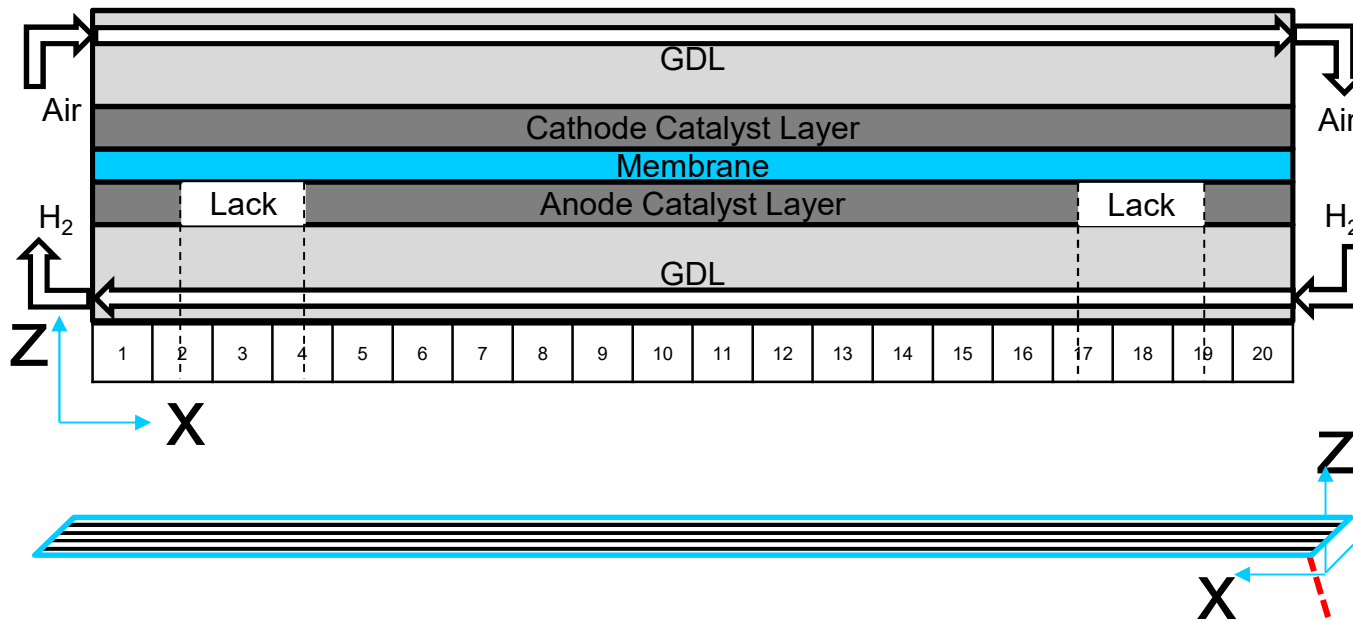 GDL
Air
Air
Cathode Catalyst Layer
Membrane
Lack
Anode Catalyst Layer
Lack
H₂
H₂
GDL
Z
1 2 3 4 5 6 7 8 9 10 11 12 13 14 15 16 17 18 19 20
X
Z
X